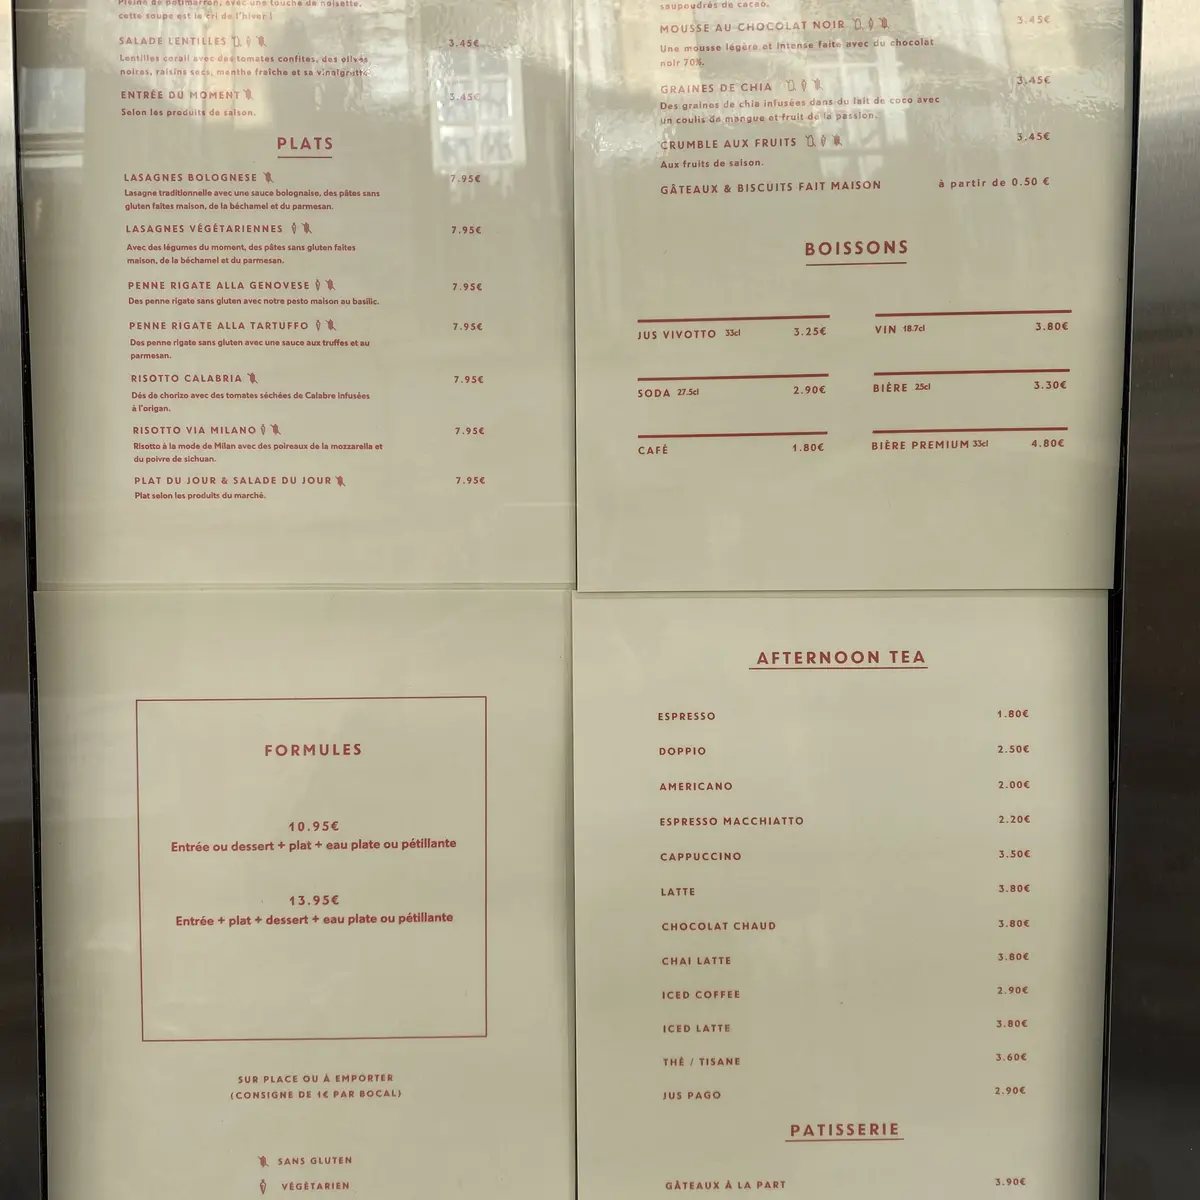 Pleine de potimarron, avec une touche de noisette,
cette soupe est le cri de l'hiver !
SALADE LENTILLES 3.45€
Lentilles corail avec des tomates confites, des olives
noires, raisins secs, menthe fraîche et sa vinaigrette
ENTRÉE DU MOMENT 3.45€
Selon les produits de saison.
PLATS
LASAGNES BOLOGNESE 7.95€
Lasagne traditionnelle avec une sauce bolognaise, des pâtes sans
gluten faites maison, de la béchamel et du parmesan.
LASAGNES VÉGÉTARIENNES 7.95€
Avec des légumes du moment, des pâtes sans gluten faites
maison, de la béchamel et du parmesan.
PENNE RIGATE ALLA GENOVESE 7.95€
Des penne rigate sans gluten avec notre pesto maison au basilic.
PENNE RIGATE ALLA TARTUFFO 7.95€
Des penne rigate sans gluten avec une sauce aux truffes et au
parmesan.
RISOTTO CALABRIA 7.95€
Dés de chorizo avec des tomates séchées de Calabre infusées
à l'origan.
RISOTTO VIA MILANO 7.95€
Risotto à la mode de Milan avec des poireaux de la mozzarella et
du poivre de sichuan.
PLAT DU JOUR & SALADE DU JOUR 7.95€
Plat selon les produits du marché.
saupoudrés de cacao.
MOUSSE AU CHOCOLAT NOIR 3.45€
Une mousse légère et intense faite avec du chocolat
noir 70%.
GRAINES DE CHIA 3.45€
Des graines de chia infusées dans du lait de coco avec
un coulis de mangue et fruit de la passion.
CRUMBLE AUX FRUITS 3.45€
Aux fruits de saison.
GÂTEAUX & BISCUITS FAIT MAISON à partir de 0.50 €
BOISSONS
JUS VIVOTTO 33cl 3.25€
VIN 18.7cl 3.80€
SODA 27.5cl 2.90€
BIÈRE 25cl 3.30€
CAFÉ 1.80€
BIÈRE PREMIUM 33cl 4.80€
FORMULES
10.95€
Entrée ou dessert + plat + eau plate ou pétillante
13.95€
Entrée + plat + dessert + eau plate ou pétillante
SUR PLACE OU À EMPORTER
(CONSIGNE DE 1€ PAR BOCAL)
SANS GLUTEN
VÉGÉTARIEN
AFTERNOON TEA
ESPRESSO 1.80€
DOPPIO 2.50€
AMERICANO 2.00€
ESPRESSO MACCHIATTO 2.20€
CAPPUCCINO 3.50€
LATTE 3.80€
CHOCOLAT CHAUD 3.80€
CHAI LATTE 3.80€
ICED COFFEE 2.90€
ICED LATTE 3.80€
THÉ / TISANE 3.60€
JUS PAGO 2.90€
PATISSERIE
GÂTEAUX À LA PART 3.90€